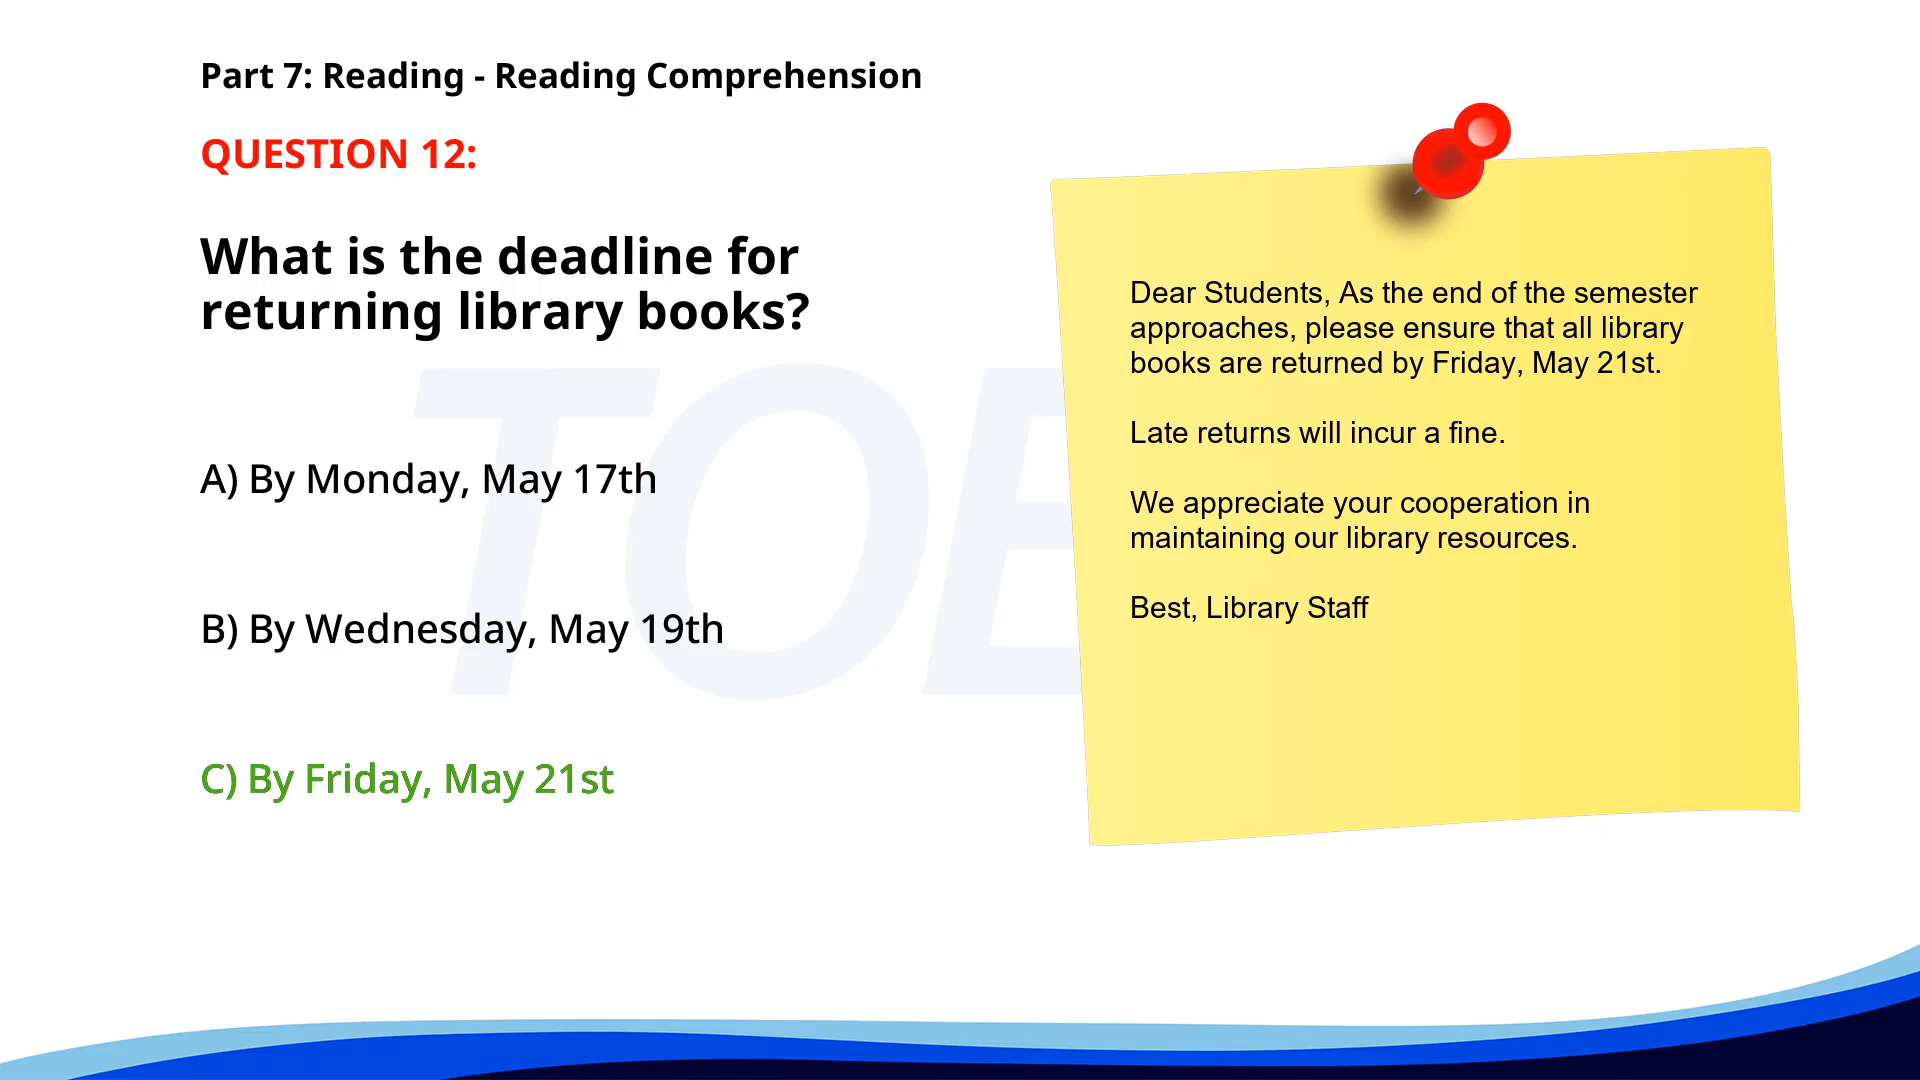 Part 7: Reading - Reading Comprehension
QUESTION 12:
What is the deadline for
returning library books?
A) By Monday, May 17th
B) By Wednesday, May 19th
C) By Friday, May 21st
Dear Students, As the end of the semester
approaches, please ensure that all library
books are returned by Friday, May 21st.
Late returns will incur a fine.
We appreciate your cooperation in
maintaining our library resources.
Best, Library Staff